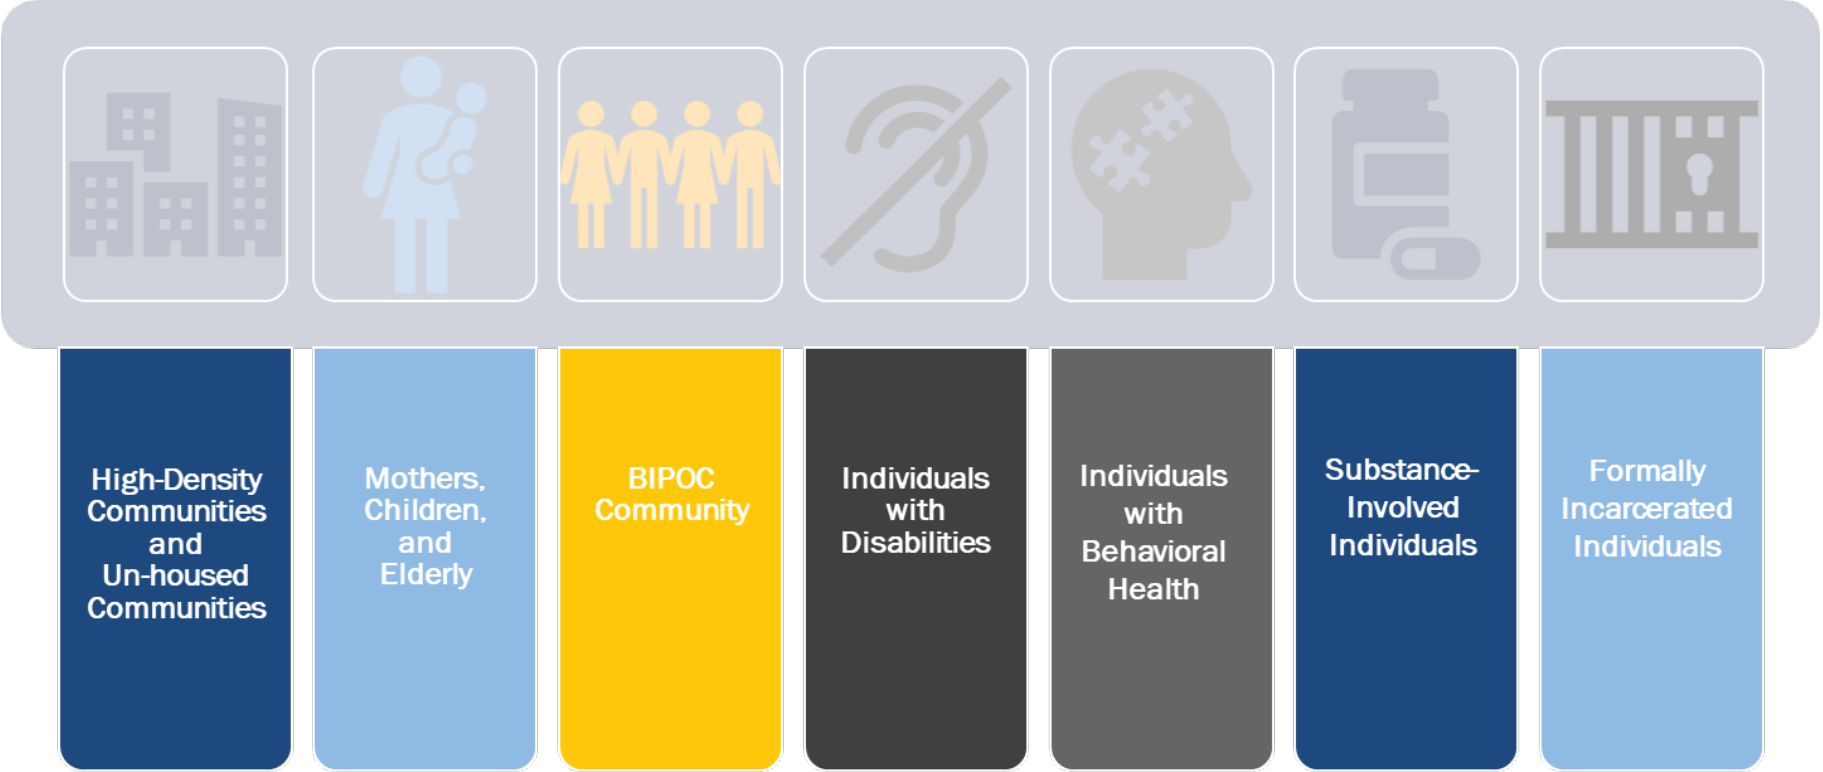 High-Density
Communities
and
Un-housed
Communities
Mothers,
Children,
and
Elderly
BIPOC
Community
Individuals
with
Disabilities
Individuals
with
Behavioral
Health
Substance-
Involved
Individuals
Formally
Incarcerated
Individuals